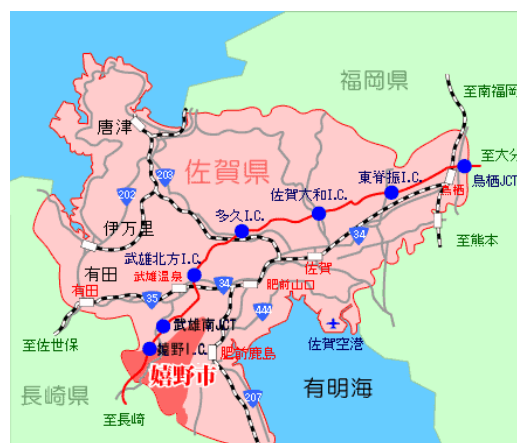 福岡県
至南福岡
唐津
佐賀県
東脊振I.C.
至大分
鳥栖JCT
鳥栖
203
202
佐賀大和I.C.
多久I.C.
34
伊万里
至熊本
武雄北方I.C.
佐賀
有田
武雄温泉
34
肥前山口
有田
35
444
武雄南JCT
佐賀空港
至佐世保
嬉野I.C.
肥前鹿島
嬉野市
有明海
長崎県
207
至長崎